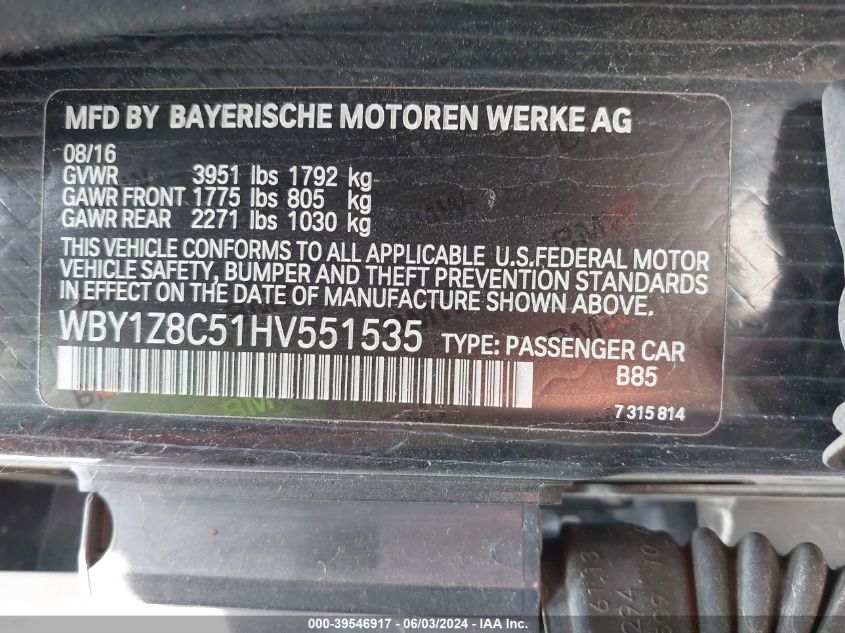 MFD BY BAYERISCHE MOTOREN WERKE AG
08/16
GVWR 3951 lbs 1792 kg
GAWR FRONT 1775 lbs 805 kg
GAWR REAR 2271 lbs 1030 kg
THIS VEHICLE CONFORMS TO ALL APPLICABLE U.S.FEDERAL MOTOR
VEHICLE SAFETY, BUMPER AND THEFT PREVENTION STANDARDS
IN EFFECT ON THE DATE OF MANUFACTURE SHOWN ABOVE.
WBY1Z8C51HV551535 TYPE: PASSENGER CAR
B85
7 315 814
61.13
000-39546917 - 06/03/2024 - IAA Inc.